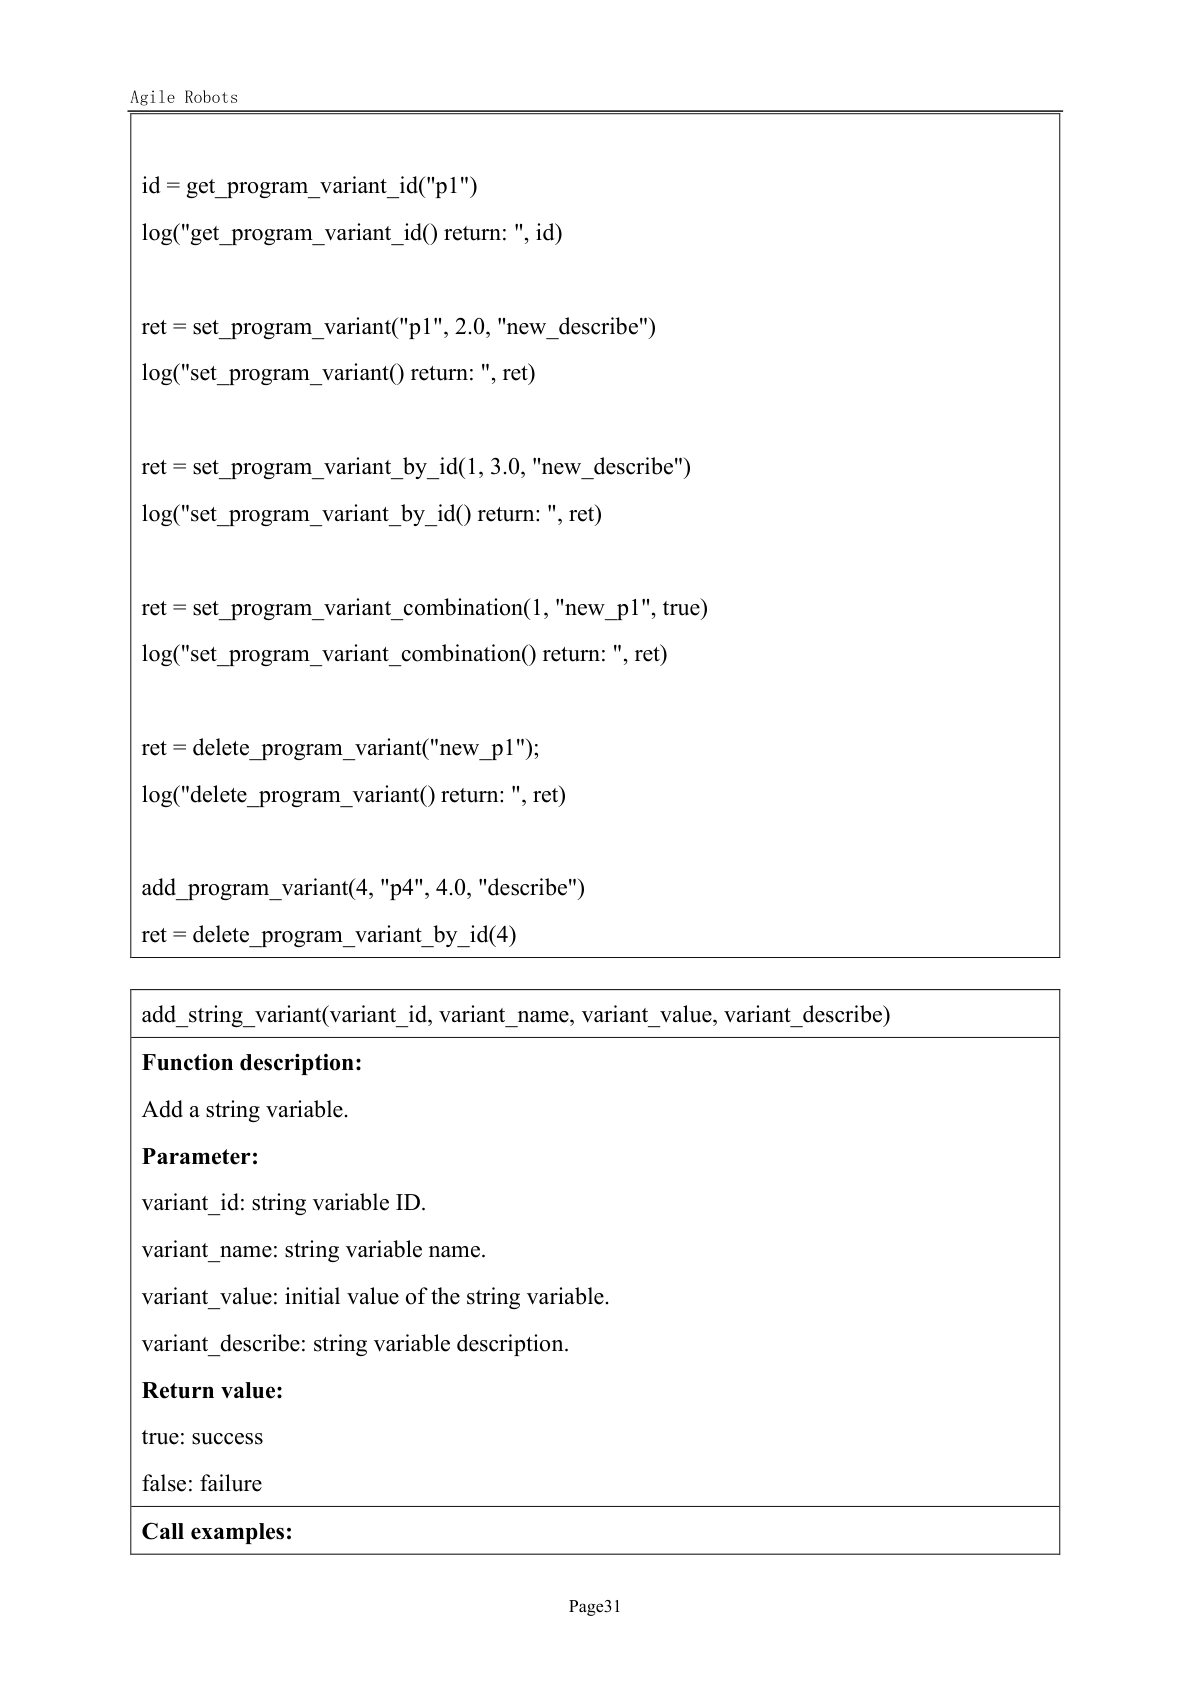 Agile Robots
id = get_program_variant_id("p1")
log("get_program_variant_id() return: ", id)
ret = set_program_variant("p1", 2.0, "new_describe")
log("set_program_variant() return: ", ret)
ret = set_program_variant_by_id(1, 3.0, "new_describe")
log("set_program_variant_by_id() return: ", ret)
ret = set_program_variant_combination(1, "new_p1", true)
log("set_program_variant_combination() return: ", ret)
ret = delete_program_variant("new_p1");
log("delete_program_variant() return: ", ret)
add_program_variant(4, "p4", 4.0, "describe")
ret = delete_program_variant_by_id(4)
add_string_variant(variant_id, variant_name, variant_value, variant_describe)
Function description:
Add a string variable.
Parameter:
variant_id: string variable ID.
variant_name: string variable name.
variant_value: initial value of the string variable.
variant_describe: string variable description.
Return value:
true: success
false: failure
Call examples:
Page31